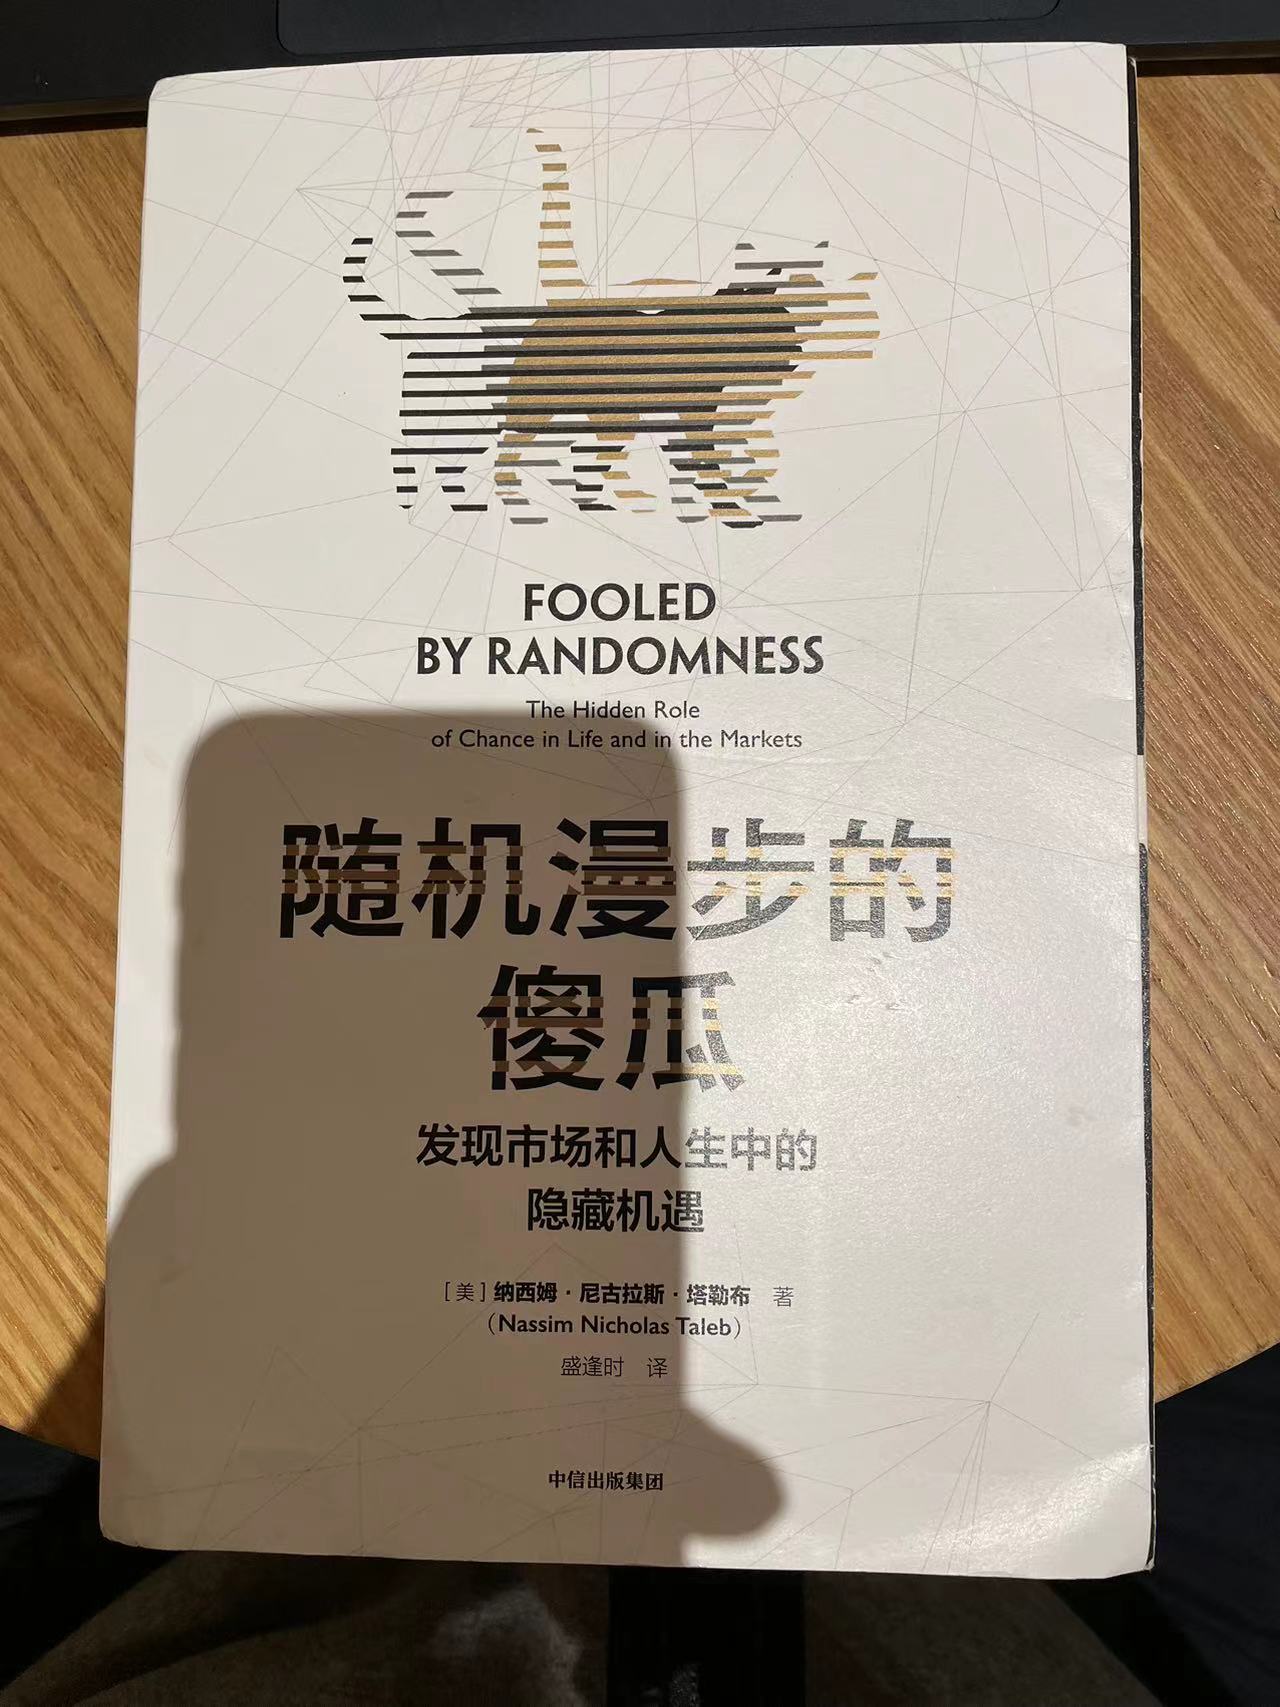 FOOLED
BY RANDOMNESS
The Hidden Role
of Chance in Life and in the Markets
随机漫步的
傻瓜
发现市场和人生中的
隐藏机遇
[美]纳西姆·尼古拉斯·塔勒布 著
（Nassim Nicholas Taleb）
盛逢时 译
中信出版集团